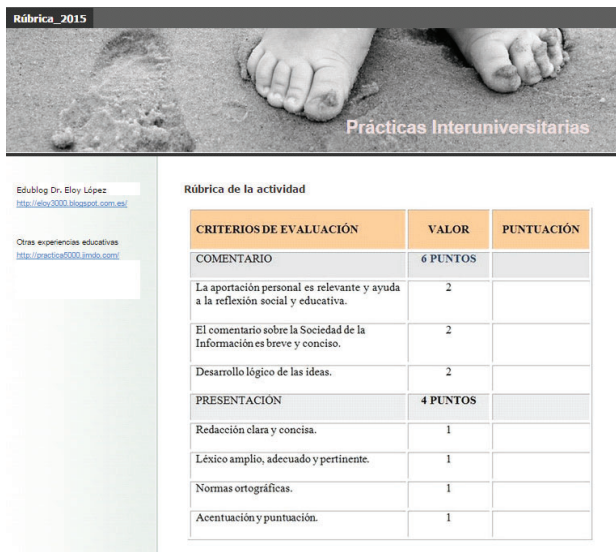 Rúbrica_2015
Prácticas Interuniversitarias
Edublog Dr. Eloy López
http://eloy3000.blogspot.com.es/
Otras experiencias educativas
http://practica6000.jimdo.com/
Rúbrica de la actividad
CRITERIOS DE EVALUACIÓN VALOR PUNTUACIÓN
COMENTARIO 6 PUNTOS
La aportación personal es relevante y ayuda 2
a la reflexión social y educativa.
El comentario sobre la Sociedad de la 2
Información es breve y conciso.
Desarrollo lógico de las ideas. 2
PRESENTACIÓN 4 PUNTOS
Redacción clara y concisa. 1
Léxico amplio, adecuado y pertinente. 1
Normas ortográficas. 1
Acentuación y puntuación. 1